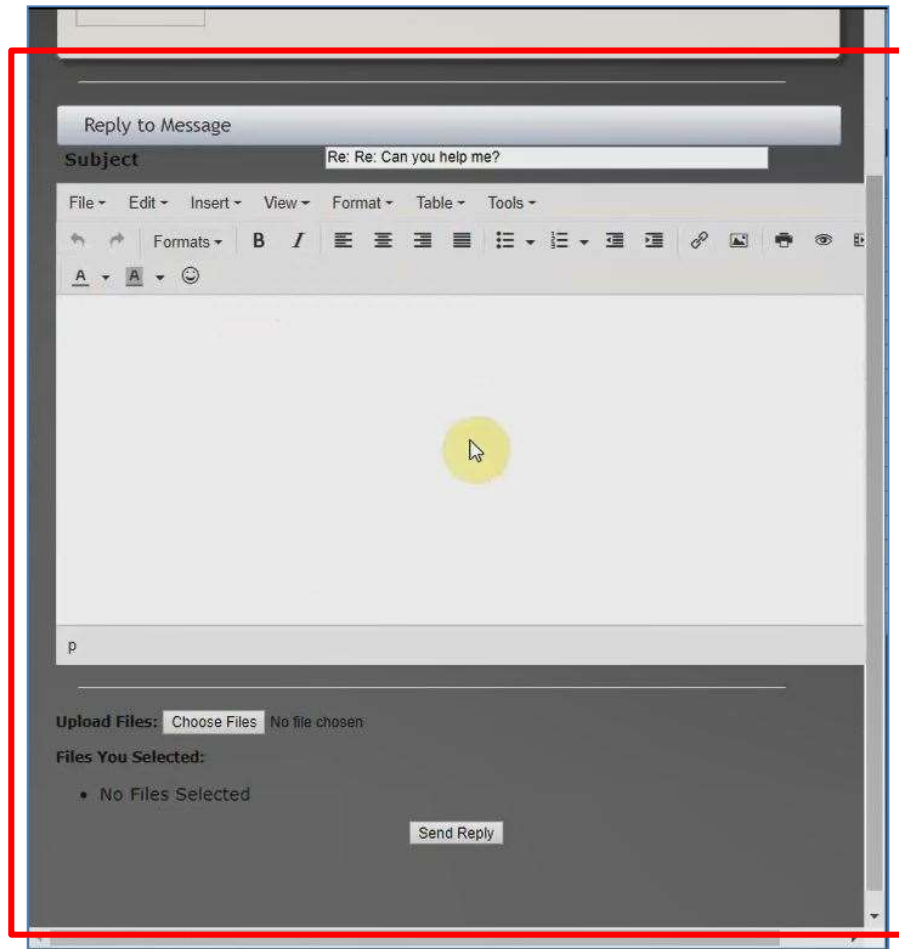 Reply to Message
Subject Re: Re: Can you help me?
File Edit Insert View Format Table Tools
Formats B I
A A
p
Upload Files: Choose Files No file chosen
Files You Selected:
• No Files Selected
Send Reply